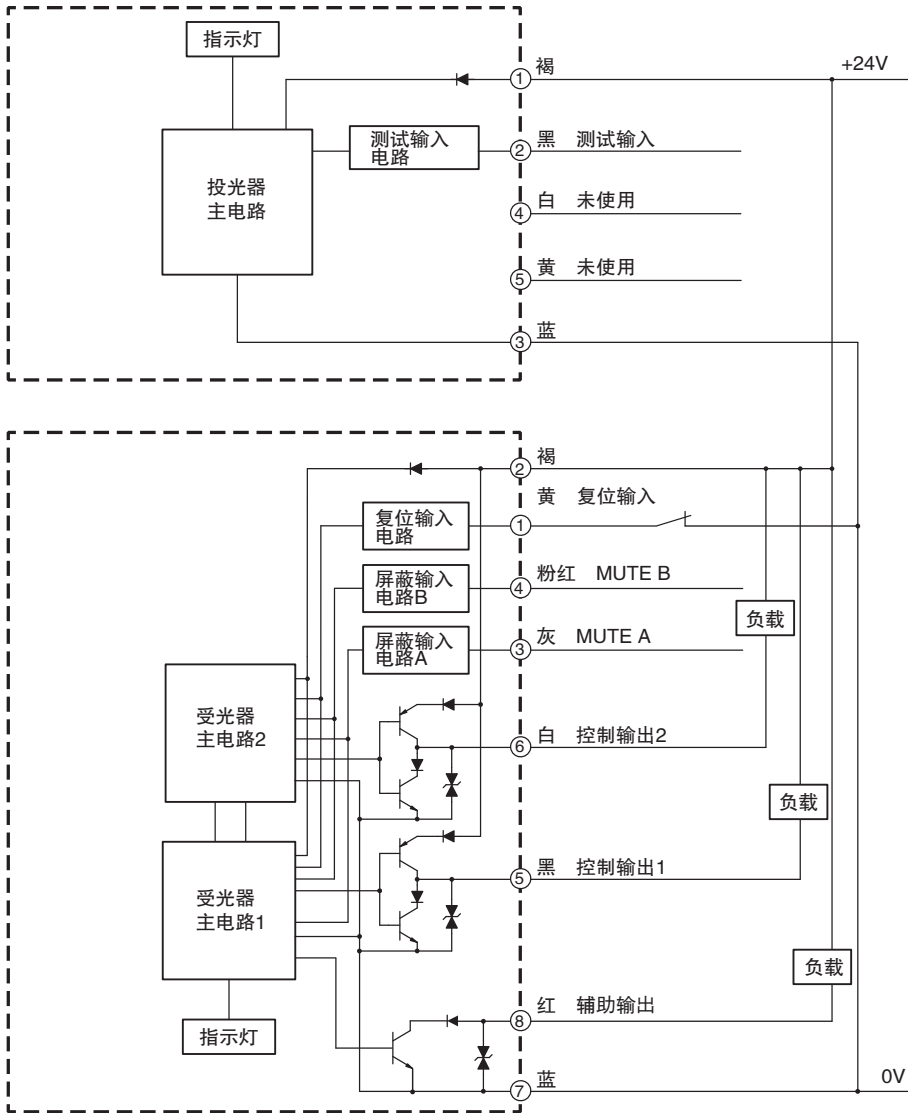 指示灯
① 褐 +24V
测试输入
电路
② 黑 测试输入
投光器
主电路
④ 白 未使用
⑤ 黄 未使用
③ 蓝
② 褐
黄 复位输入
复位输入
电路
①
屏蔽输入
电路B
④ 粉红 MUTE B
负载
屏蔽输入
电路A
③ 灰 MUTE A
受光器
主电路2
⑥ 白 控制输出2
负载
受光器
主电路1
⑤ 黑 控制输出1
负载
指示灯
⑧ 红 辅助输出
⑦ 蓝 0V